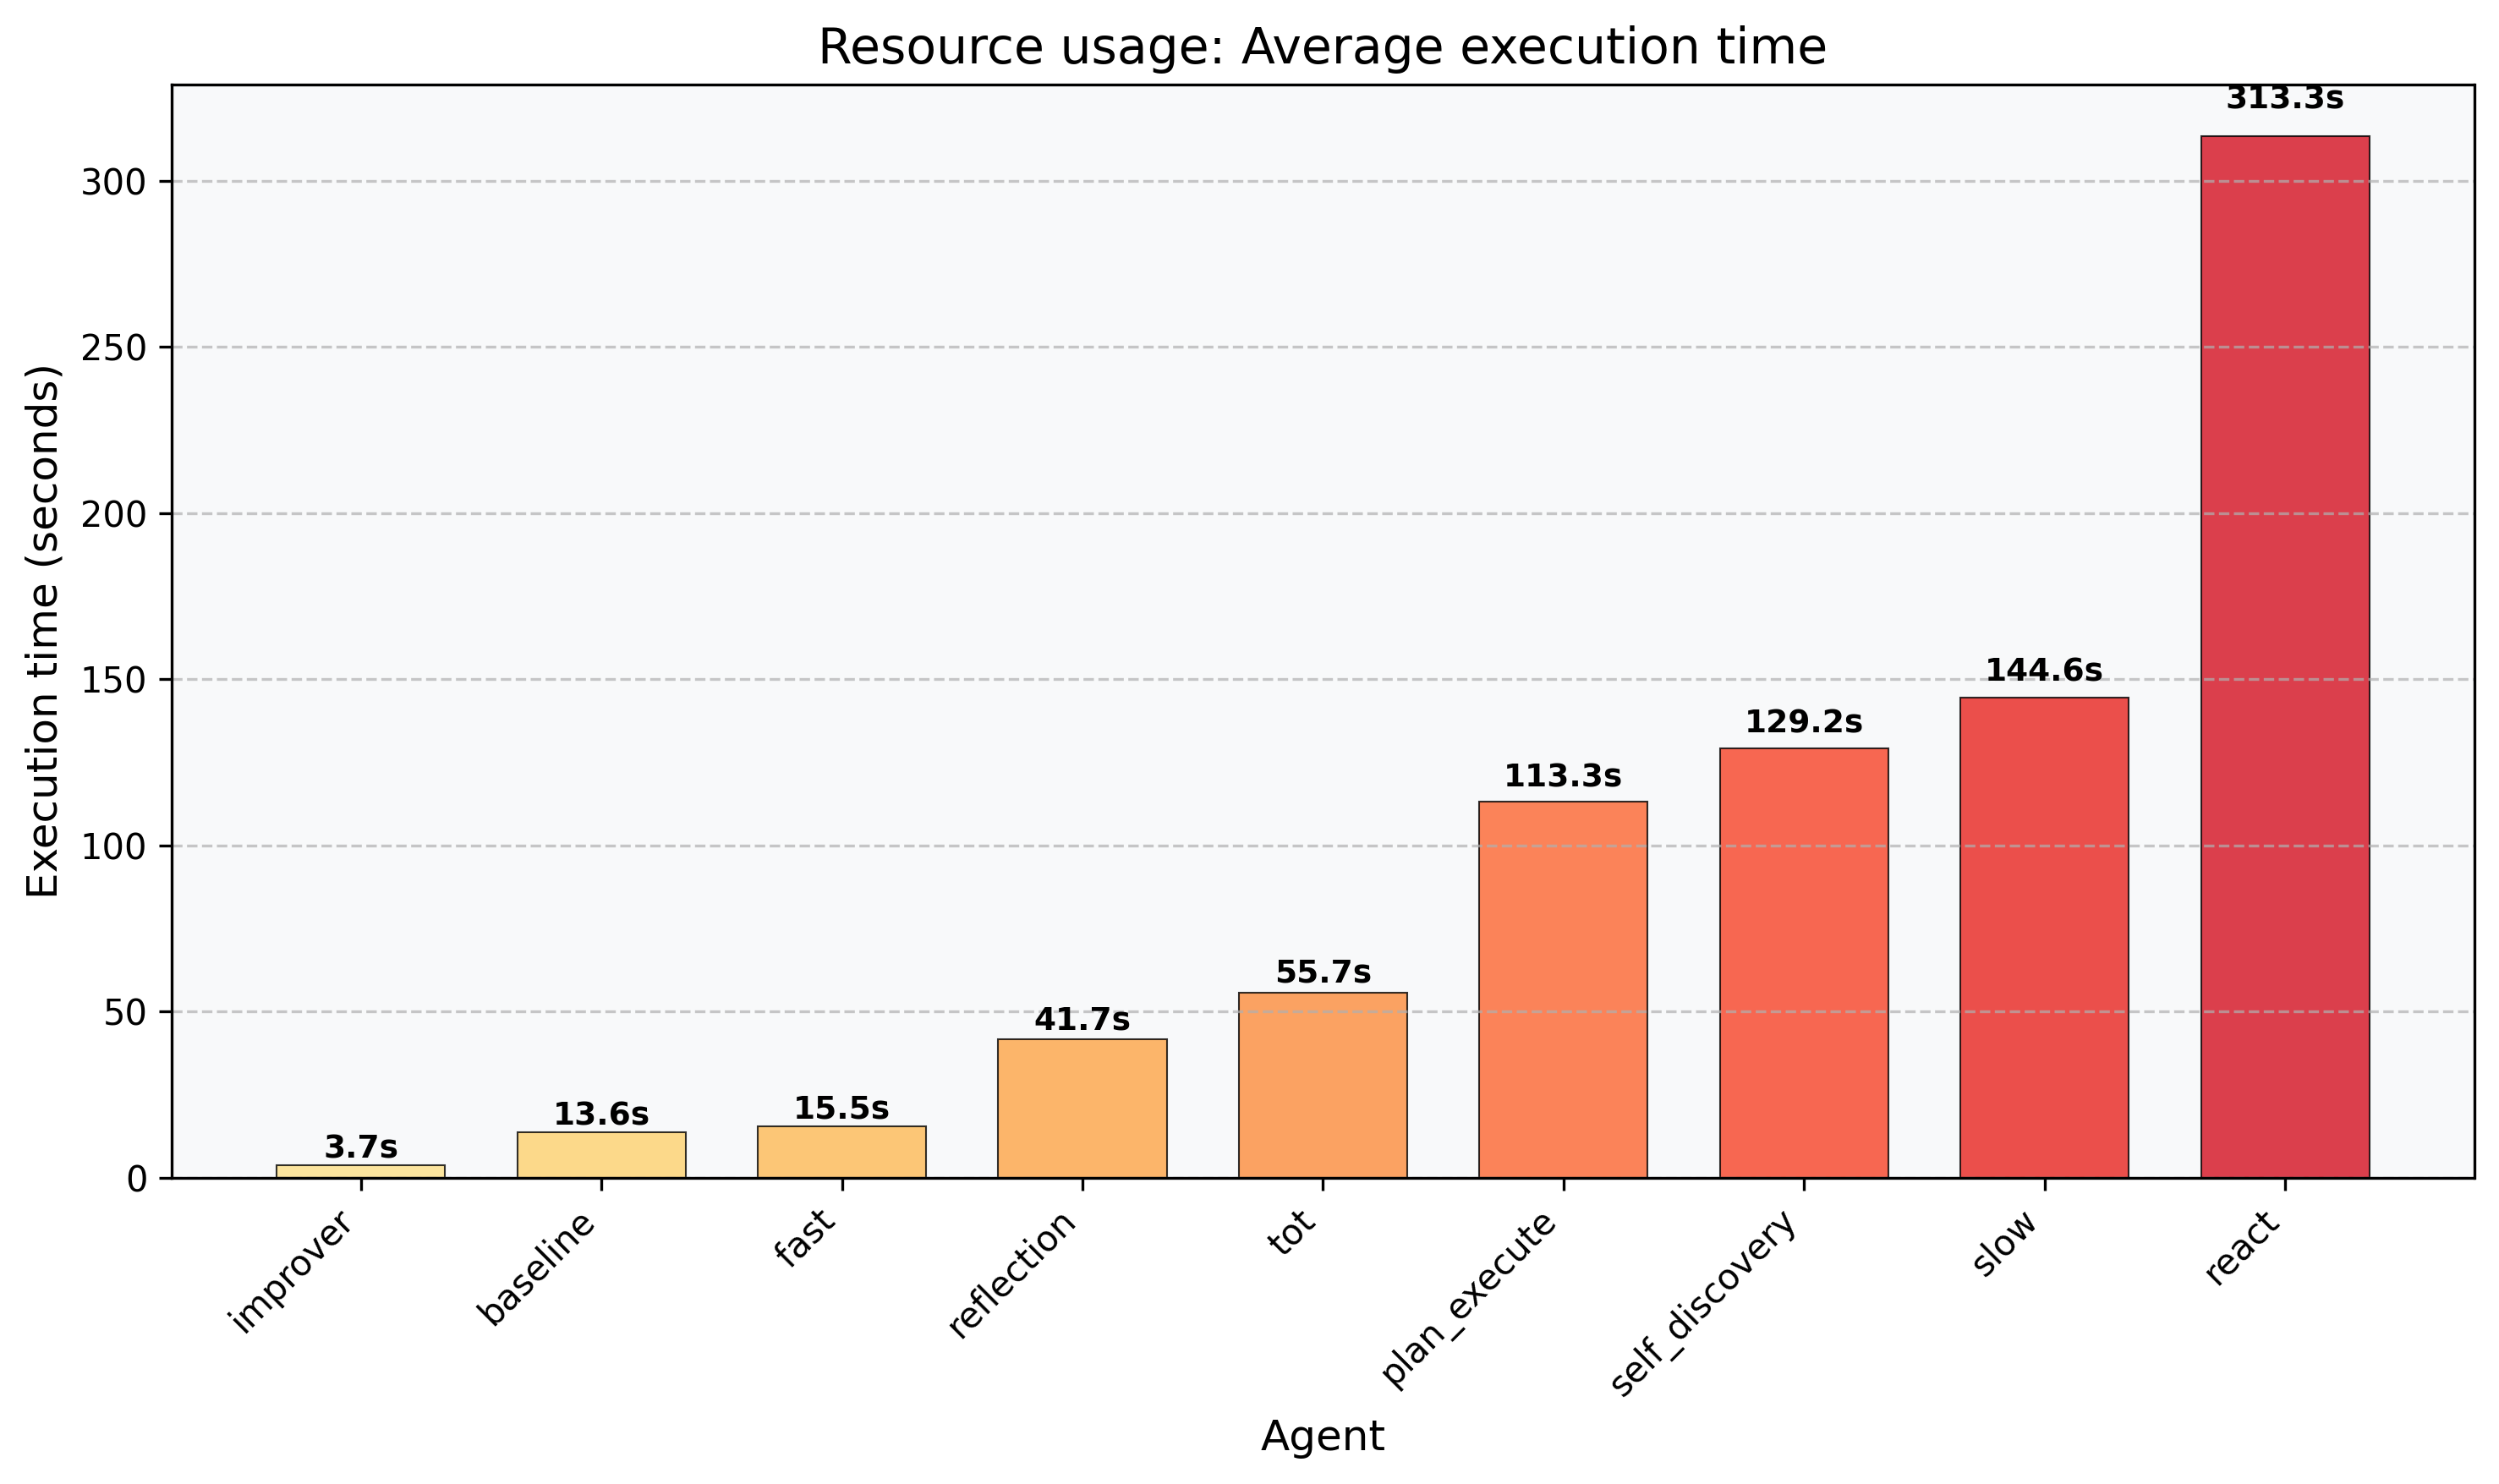 Resource usage: Average execution time
Execution time (seconds)
300
250
200
150
100
50
0
3.7s
13.6s
15.5s
41.7s
55.7s
113.3s
129.2s
144.6s
313.3s
improver
baseline
fast
reflection
tot
plan_execute
self_discovery
slow
react
Agent